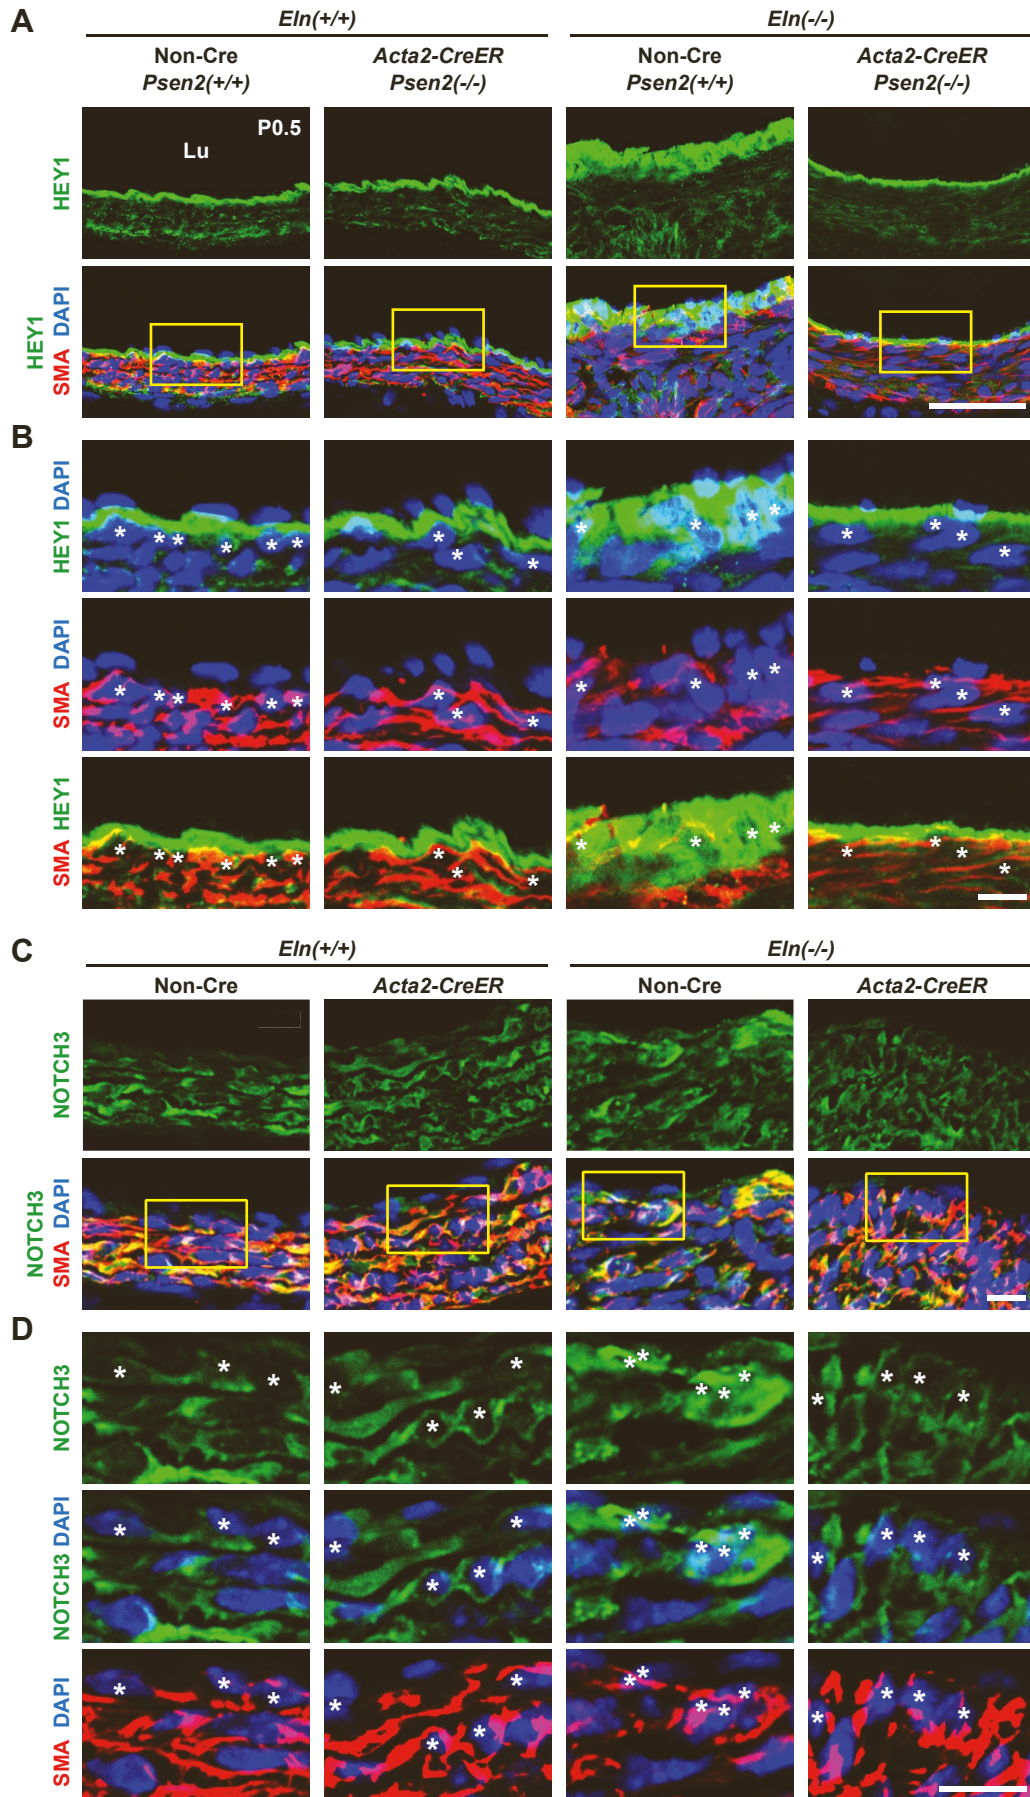 A
Eln(+/+)
Eln(-/-)
Non-Cre
Psen2(+/+)
Acta2-CreER
Psen2(-/-)
Non-Cre
Psen2(+/+)
Acta2-CreER
Psen2(-/-)
HEY1
P0.5
Lu
HEY1
SMA DAPI
B
HEY1 DAPI
* * * * * *
* * *
* * * *
* * * *
SMA DAPI
* * * * * *
* * *
* * * *
* * * *
SMA HEY1
* * * * * *
* * *
* * * *
* * * *
C
Eln(+/+)
Eln(-/-)
Non-Cre
Acta2-CreER
Non-Cre
Acta2-CreER
NOTCH3
NOTCH3
SMA DAPI
D
NOTCH3
* * *
* * * *
* * * * *
* * * *
NOTCH3 DAPI
* * *
* * * *
* * * * *
* * * *
SMA DAPI
* * *
* * * *
* * * * *
* * * *